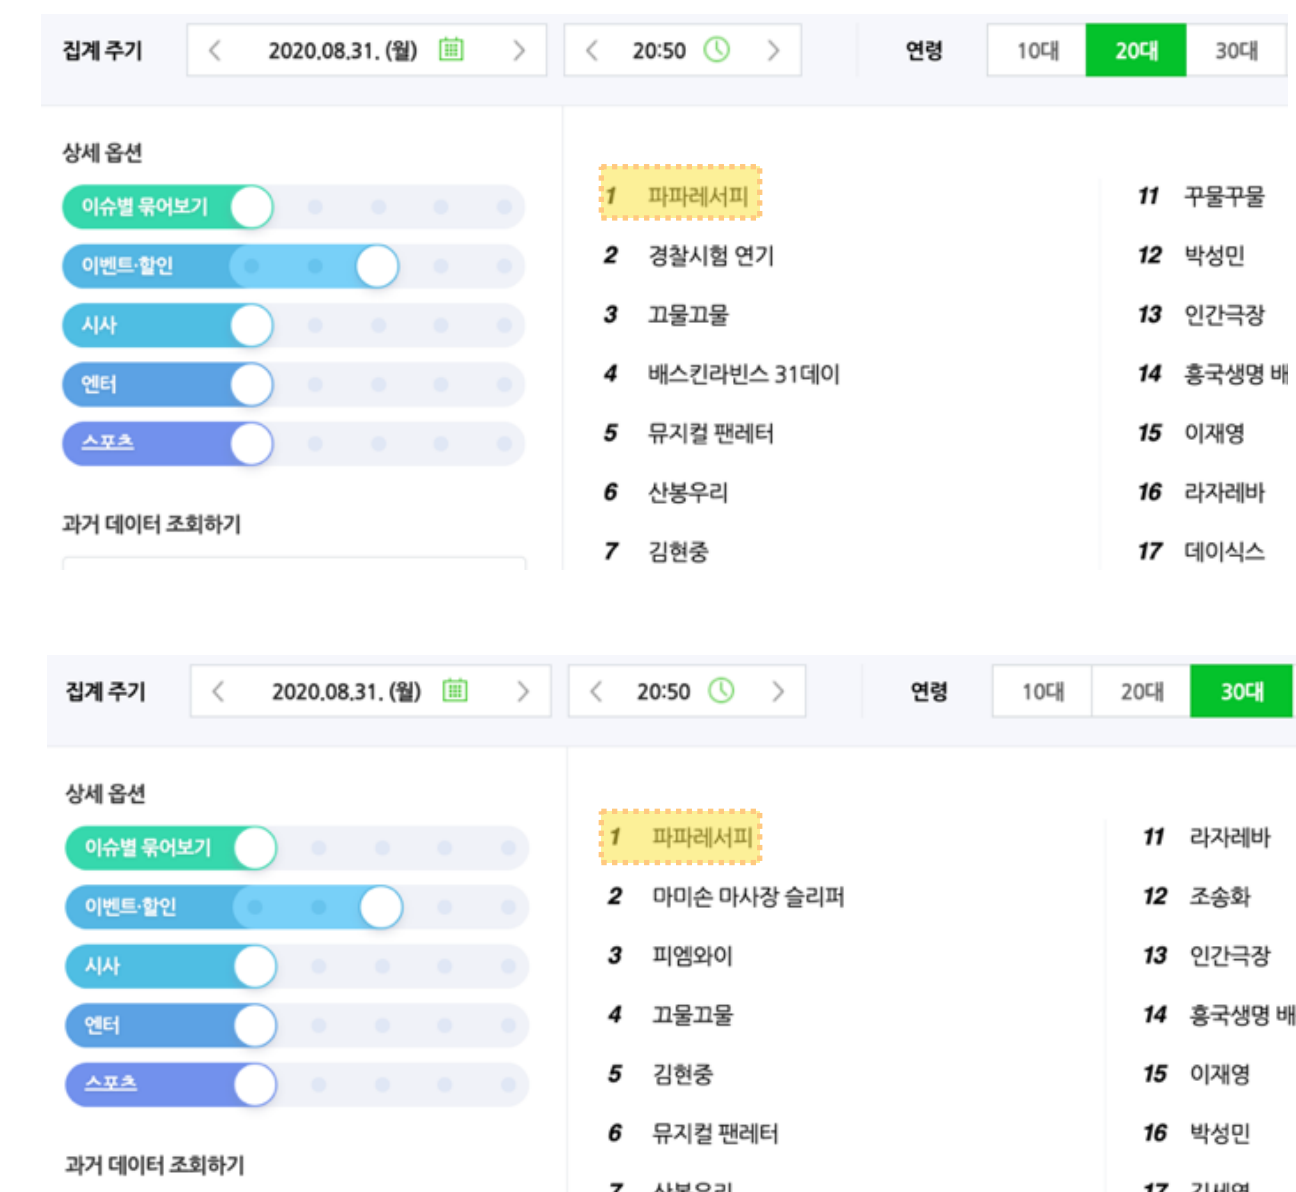 집계 주기 2020.08.31. (월) 20:50 연령 10대 20대 30대
상세 옵션
이슈별 묶어보기
이벤트·할인
시사
엔터
스포츠
과거 데이터 조회하기
1 파파레서피
2 경찰시험 연기
3 끄물끄물
4 배스킨라빈스 31데이
5 뮤지컬 팬레터
6 산봉우리
7 김현중
11 꾸물꾸물
12 박성민
13 인간극장
14 흥국생명 배
15 이재영
16 라자레바
17 데이식스
집계 주기 2020.08.31. (월) 20:50 연령 10대 20대 30대
상세 옵션
이슈별 묶어보기
이벤트·할인
시사
엔터
스포츠
과거 데이터 조회하기
1 파파레서피
2 마미손 마사장 슬리퍼
3 피엠와이
4 끄물끄물
5 김현중
6 뮤지컬 팬레터
7 산봉우리
11 라자레바
12 조송화
13 인간극장
14 흥국생명 배
15 이재영
16 박성민
17